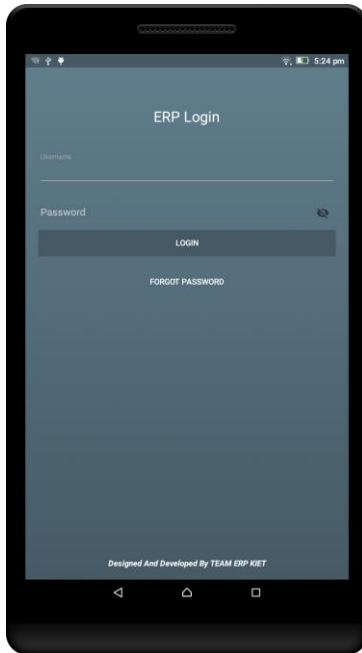 5:24 pm
ERP Login
Username
Password
LOGIN
FORGOT PASSWORD
Designed And Developed By TEAM ERP KIET